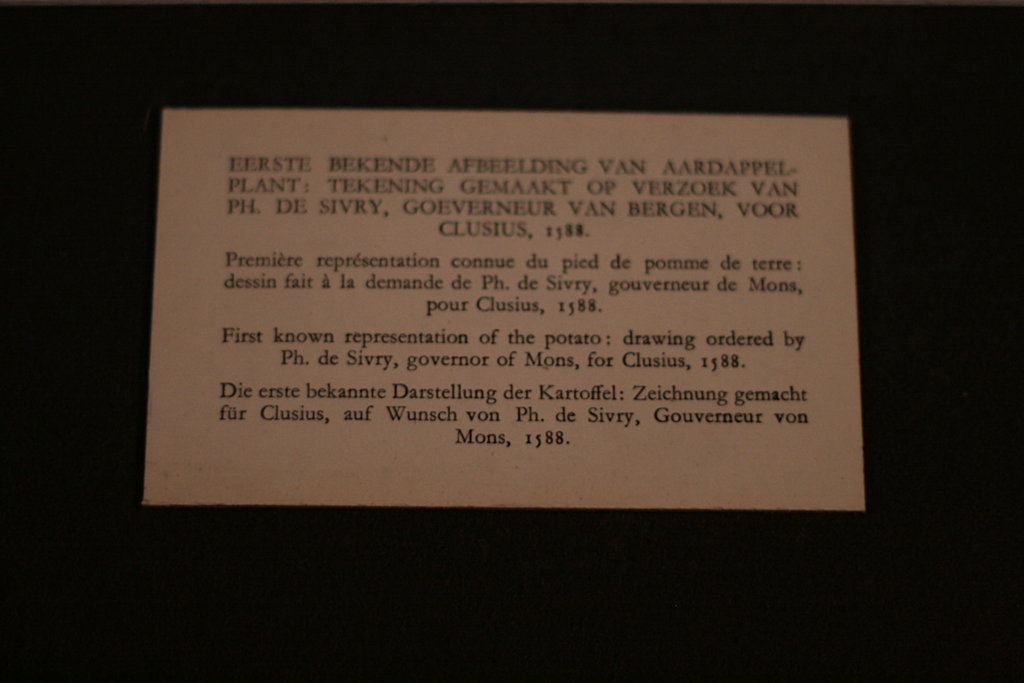 EERSTE BEKENDE AFBEELDING VAN AARDAPPEL-
PLANT: TEKENING GEMAAKT OP VERZOEK VAN
PH. DE SIVRY, GOEVERNEUR VAN BERGEN, VOOR
CLUSIUS, 1588.
Première représentation connue du pied de pomme de terre:
dessin fait à la demande de Ph. de Sivry, gouverneur de Mons,
pour Clusius, 1588.
First known representation of the potato: drawing ordered by
Ph. de Sivry, governor of Mons, for Clusius, 1588.
Die erste bekannte Darstellung der Kartoffel: Zeichnung gemacht
für Clusius, auf Wunsch von Ph. de Sivry, Gouverneur von
Mons, 1588.